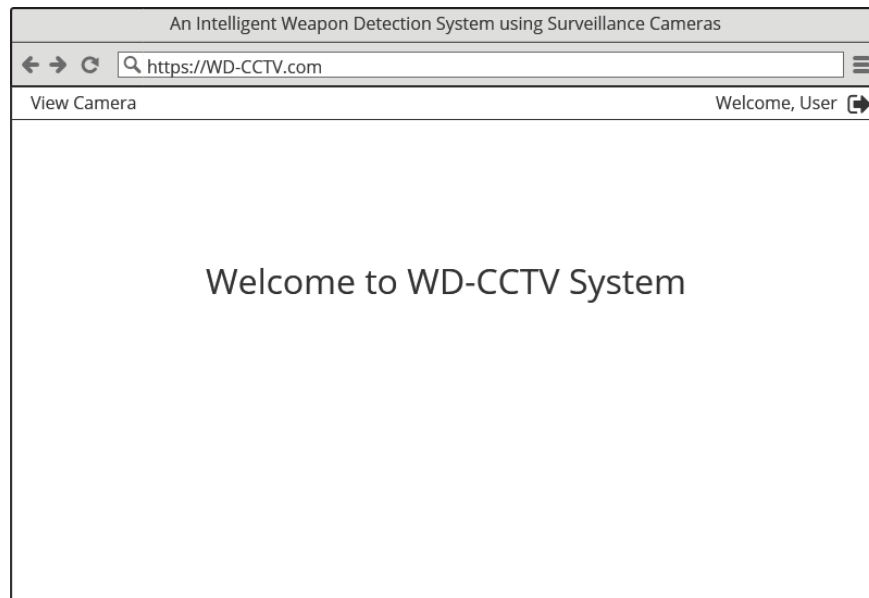 An Intelligent Weapon Detection System using Surveillance Cameras
https://WD-CCTV.com
View Camera
Welcome, User
Welcome to WD-CCTV System